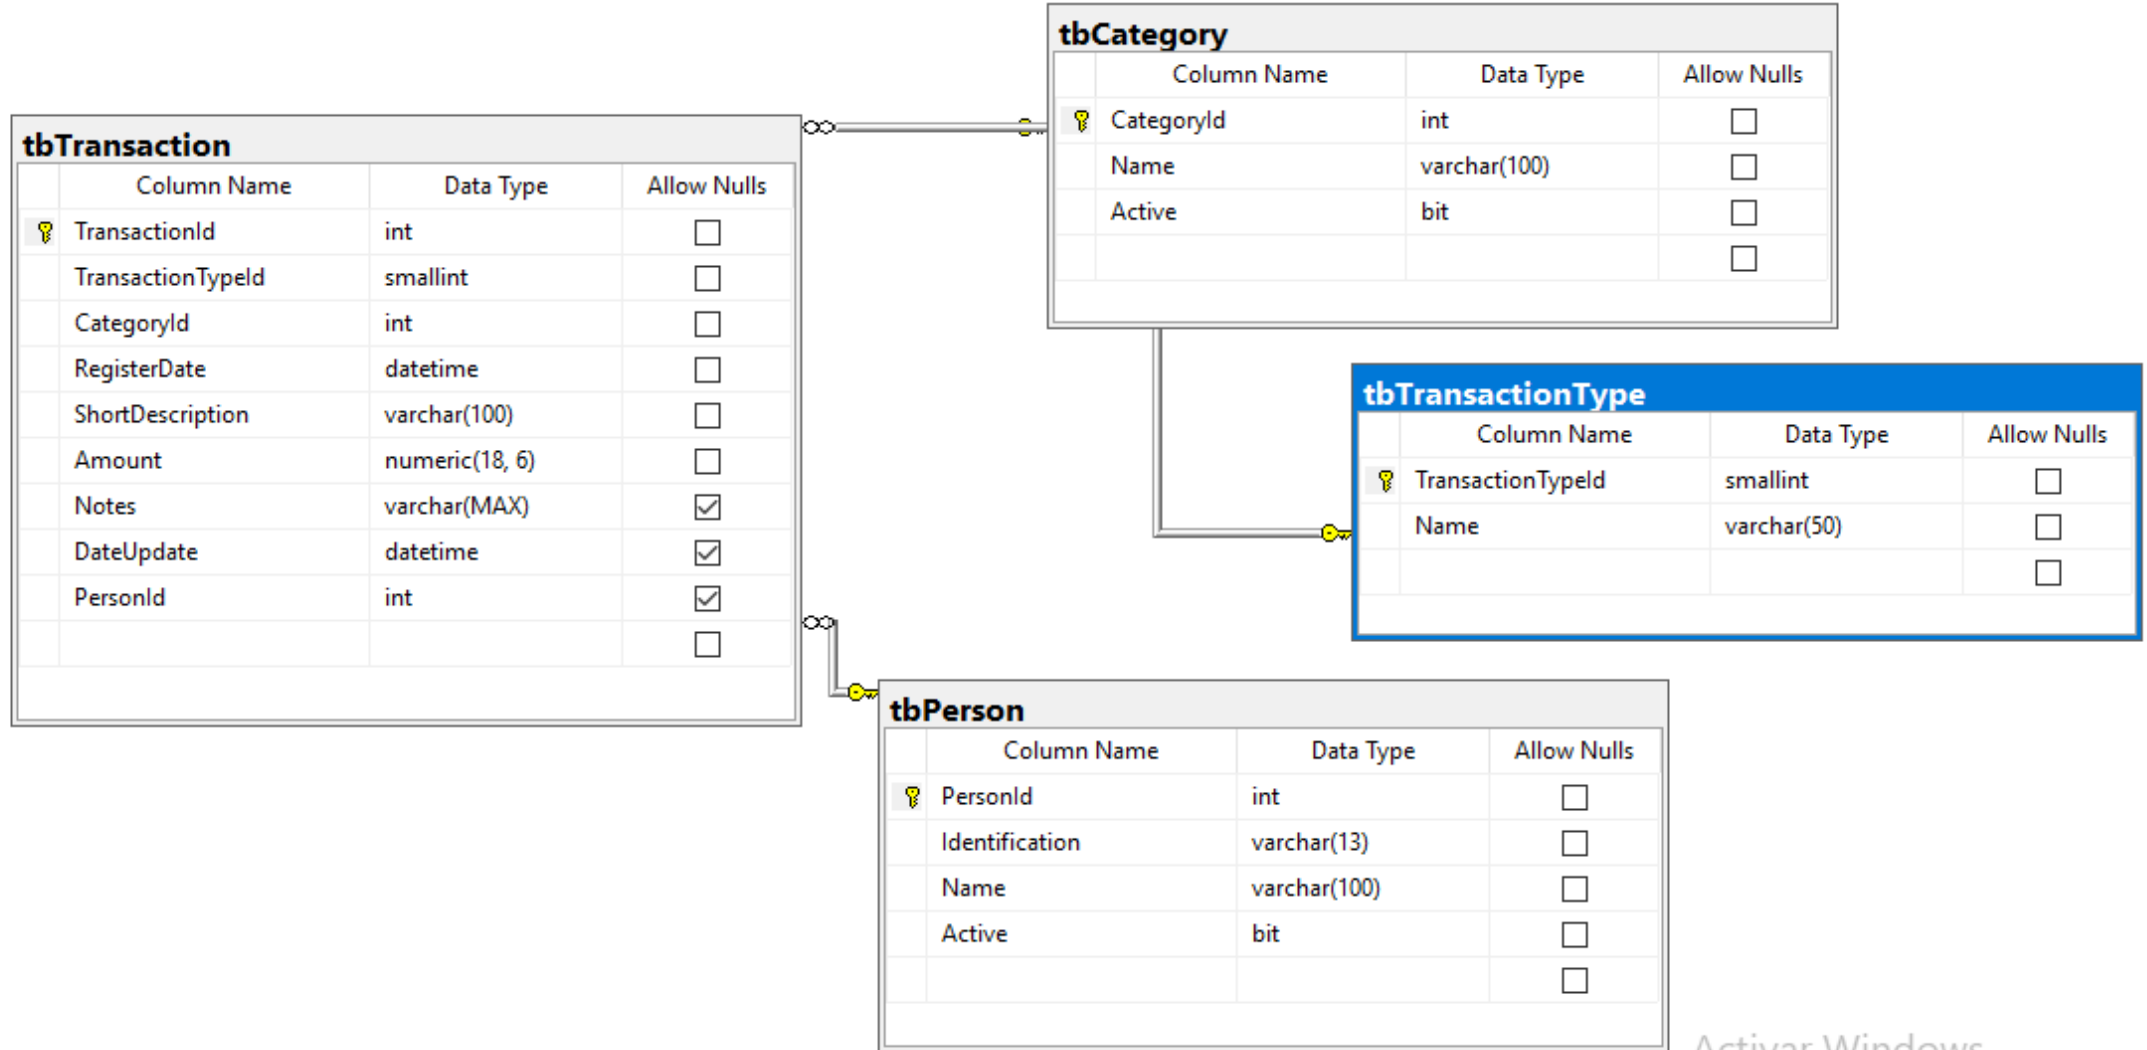 tbCategory
Column Name Data Type Allow Nulls
CategoryId int
Name varchar(100)
Active bit
tbTransaction
Column Name Data Type Allow Nulls
TransactionId int
TransactionTypeId smallint
CategoryId int
RegisterDate datetime
ShortDescription varchar(100)
Amount numeric(18, 6)
Notes varchar(MAX)
DateUpdate datetime
PersonId int
tbTransactionType
Column Name Data Type Allow Nulls
TransactionTypeId smallint
Name varchar(50)
tbPerson
Column Name Data Type Allow Nulls
PersonId int
Identification varchar(13)
Name varchar(100)
Active bit
Activar Windows